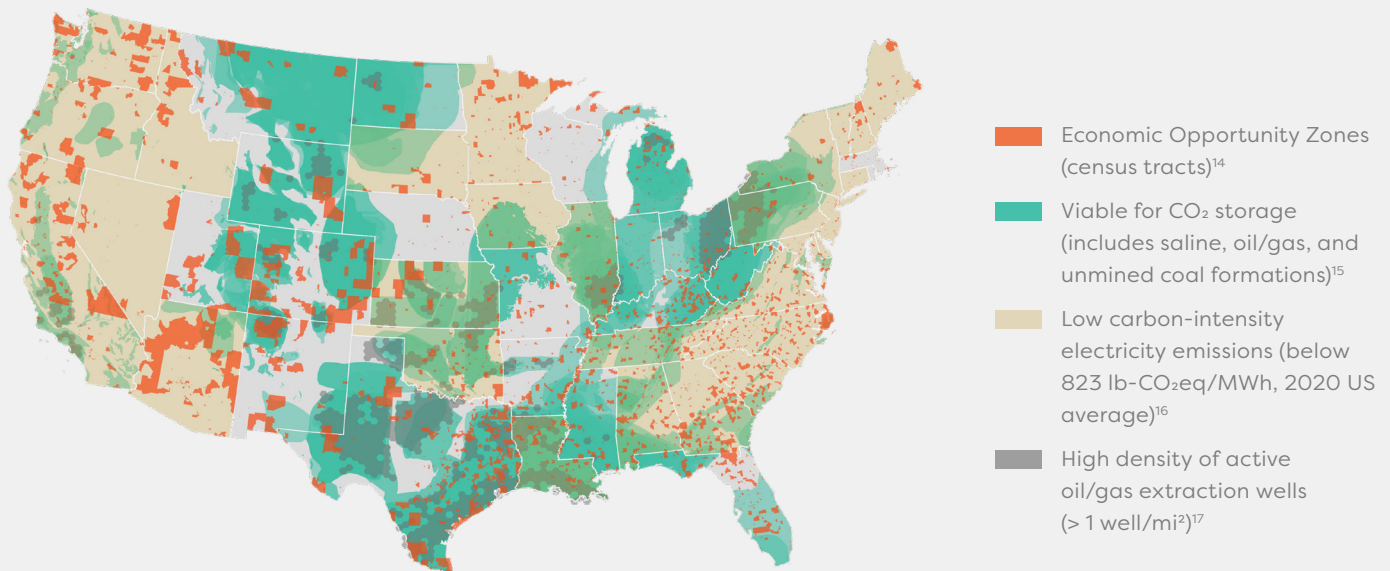 Economic Opportunity Zones
(census tracts)¹⁴
Viable for CO₂ storage
(includes saline, oil/gas, and
unmined coal formations)¹⁵
Low carbon-intensity
electricity emissions (below
823 lb-CO₂eq/MWh, 2020 US
average)¹⁶
High density of active
oil/gas extraction wells
(> 1 well/mi²)¹⁷